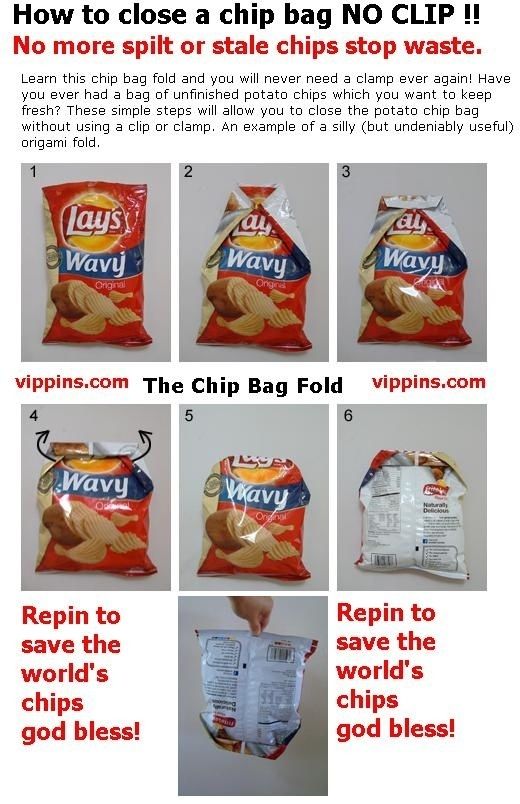 How to close a chip bag NO CLIP !!
No more spilt or stale chips stop waste.
Learn this chip bag fold and you will never need a clamp ever again! Have
you ever had a bag of unfinished potato chips which you want to keep
fresh? These simple steps will allow you to close the potato chip bag
without using a clip or clamp. An example of a silly (but undeniably useful)
origami fold.
1
2
3
Lay's
Wavy
Original
Lay's
Wavy
Original
Lay's
Wavy
Original
vippins.com The Chip Bag Fold vippins.com
4
5
6
Wavy
Original
Lay's
Wavy
Original
Naturally
Delicious
Repin to
save the
world's
chips
god bless!
Naturally
Delicious
Repin to
save the
world's
chips
god bless!